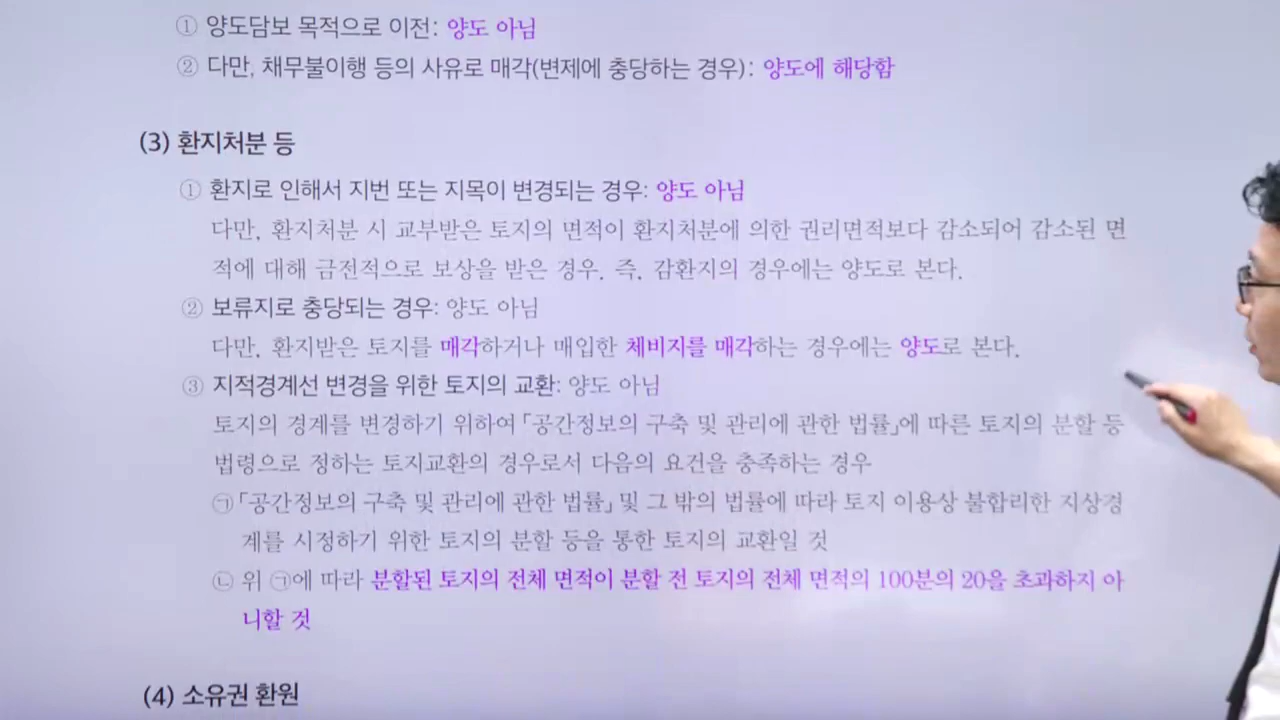 ① 양도담보 목적으로 이전: 양도 아님
② 다만, 채무불이행 등의 사유로 매각(변제에 충당하는 경우): 양도에 해당함
(3) 환지처분 등
① 환지로 인해서 지번 또는 지목이 변경되는 경우: 양도 아님
다만, 환지처분 시 교부받은 토지의 면적이 환지처분에 의한 권리면적보다 감소되어 감소된 면
적에 대해 금전적으로 보상을 받은 경우. 즉, 감환지의 경우에는 양도로 본다.
② 보류지로 충당되는 경우: 양도 아님
다만, 환지받은 토지를 매각하거나 매입한 체비지를 매각하는 경우에는 양도로 본다.
③ 지적경계선 변경을 위한 토지의 교환: 양도 아님
토지의 경계를 변경하기 위하여 「공간정보의 구축 및 관리에 관한 법률」에 따른 토지의 분할 등
법령으로 정하는 토지교환의 경우로서 다음의 요건을 충족하는 경우
㉠ 「공간정보의 구축 및 관리에 관한 법률」 및 그 밖의 법률에 따라 토지 이용상 불합리한 지상경
계를 시정하기 위한 토지의 분할 등을 통한 토지의 교환일 것
㉡ 위 ㉠에 따라 분할된 토지의 전체 면적이 분할 전 토지의 전체 면적의 100분의 20을 초과하지 아
니할 것
(4) 소유권 환원